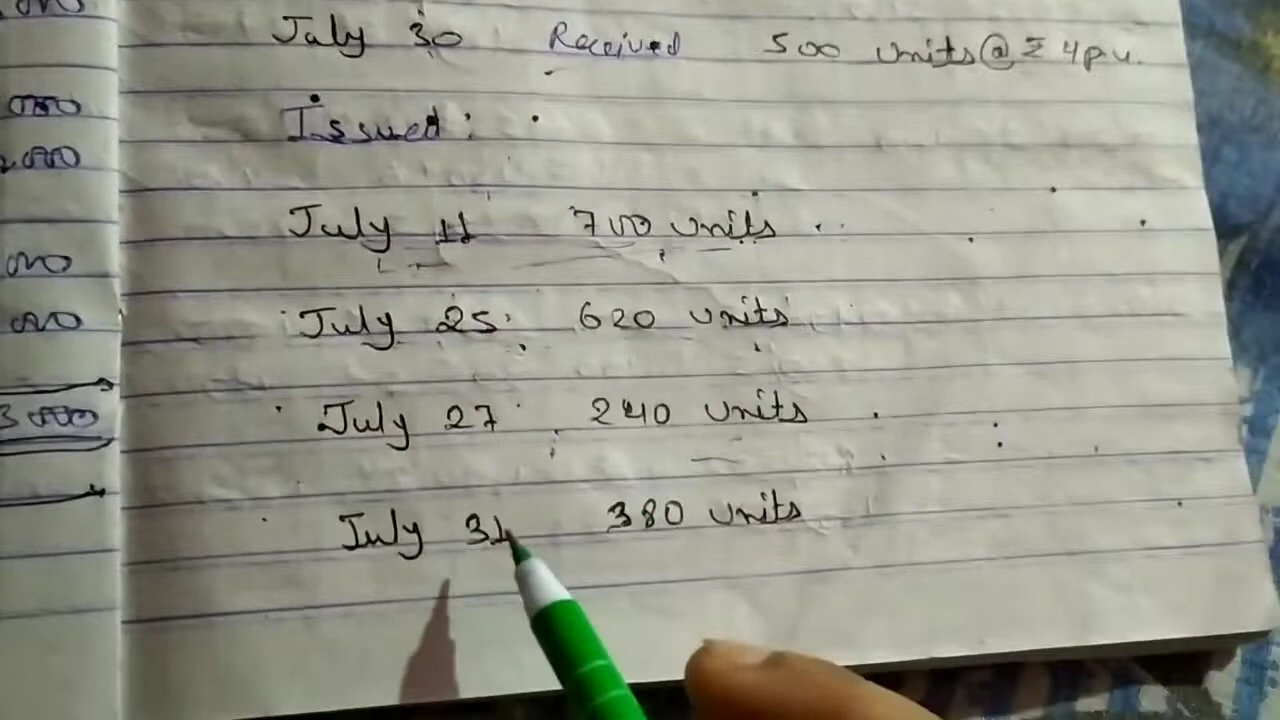 July 30 Received 500 units @ ₹ 4 p.u.
Issued :
July 11 700 units
July 25 620 units
July 27 240 units
July 31 380 units
3000